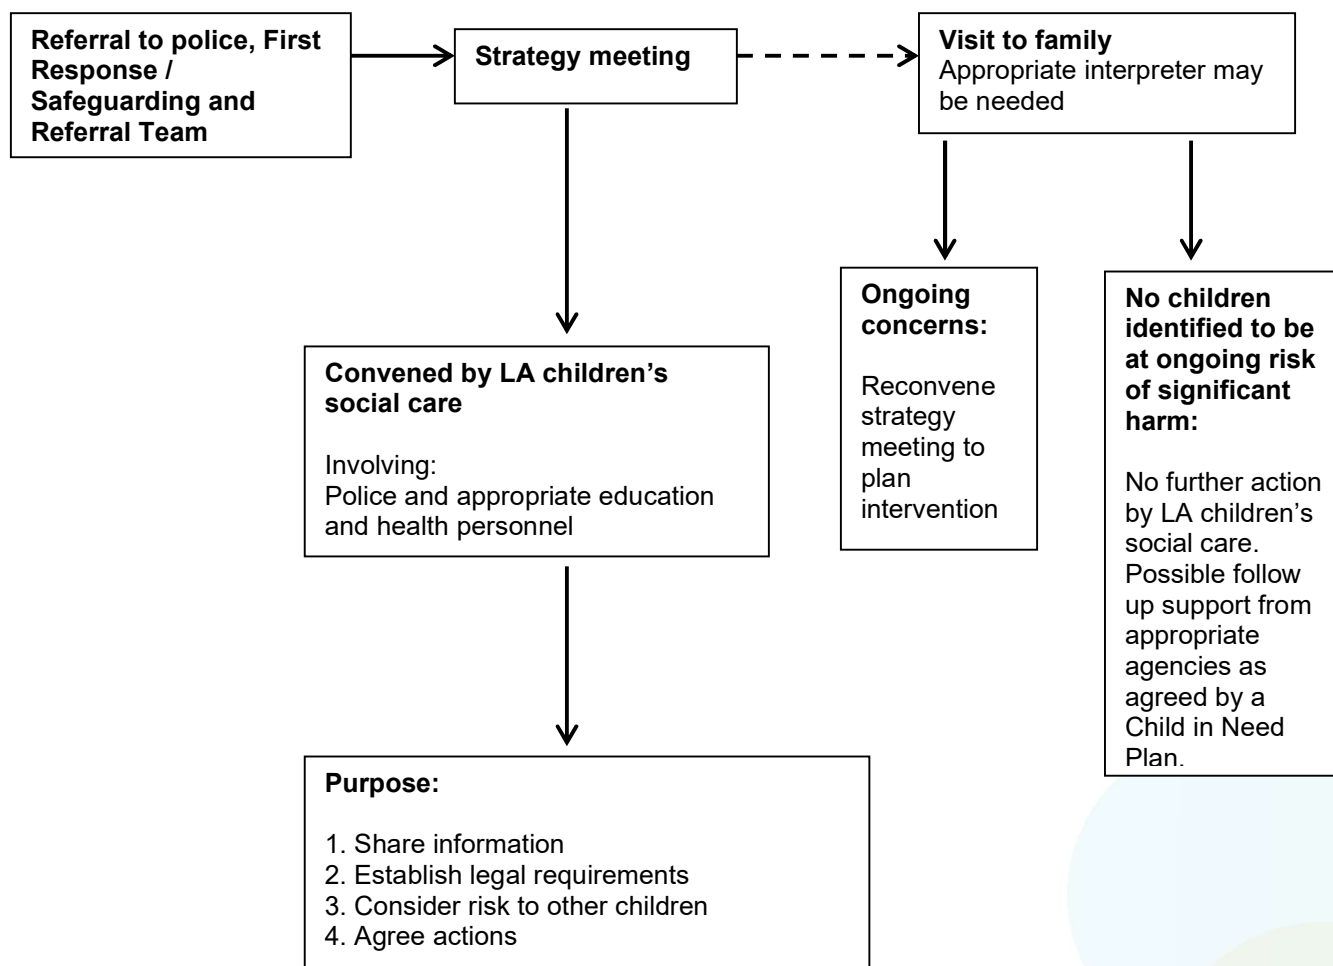 Referral to police, First
Response /
Safeguarding and
Referral Team
Strategy meeting
Visit to family
Appropriate interpreter may
be needed
Convened by LA children’s
social care
Involving:
Police and appropriate education
and health personnel
Ongoing
concerns:
Reconvene
strategy
meeting to
plan
intervention
No children
identified to be
at ongoing risk
of significant
harm:
No further action
by LA children’s
social care.
Possible follow
up support from
appropriate
agencies as
agreed by a
Child in Need
Plan.
Purpose:
1. Share information
2. Establish legal requirements
3. Consider risk to other children
4. Agree actions